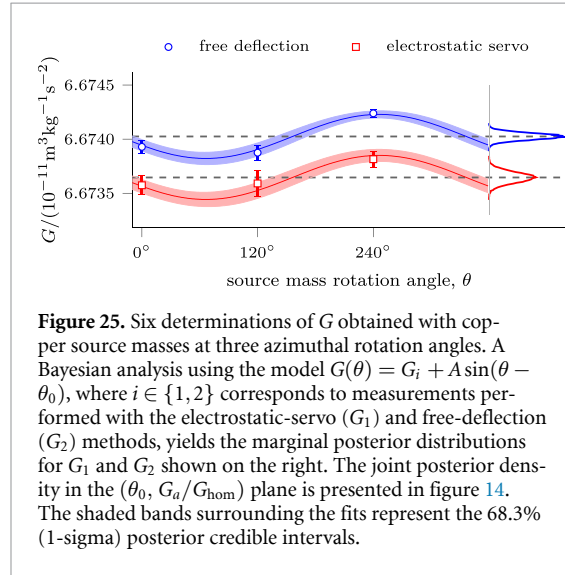 free deflection electrostatic servo
G/(10⁻¹¹m³kg⁻¹s⁻²)
6.6745
6.6740
6.6735
0° 120° 240°
source mass rotation angle, θ
Figure 25. Six determinations of G obtained with cop-
per source masses at three azimuthal rotation angles. A
Bayesian analysis using the model G(θ) = Gᵢ + A sin(θ −
θ₀), where i ∈ {1, 2} corresponds to measurements per-
formed with the electrostatic-servo (G₁) and free-deflection
(G₂) methods, yields the marginal posterior distributions
for G₁ and G₂ shown on the right. The joint posterior den-
sity in the (θ₀, Gₐ/Gₕₒₘ) plane is presented in figure 14.
The shaded bands surrounding the fits represent the 68.3%
(1-sigma) posterior credible intervals.